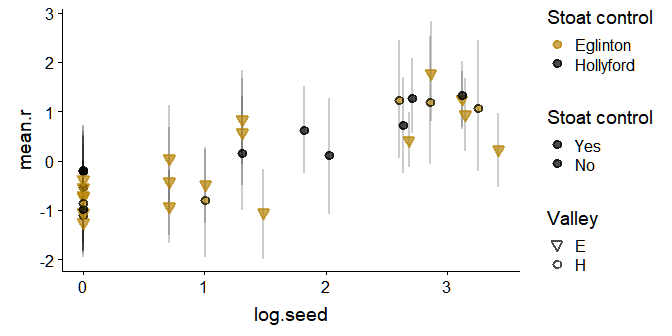 3
2
1
0
-1
-2
mean.r
0
1
2
3
log.seed
Stoat control
Eglinton
Hollyford
Stoat control
Yes
No
Valley
E
H